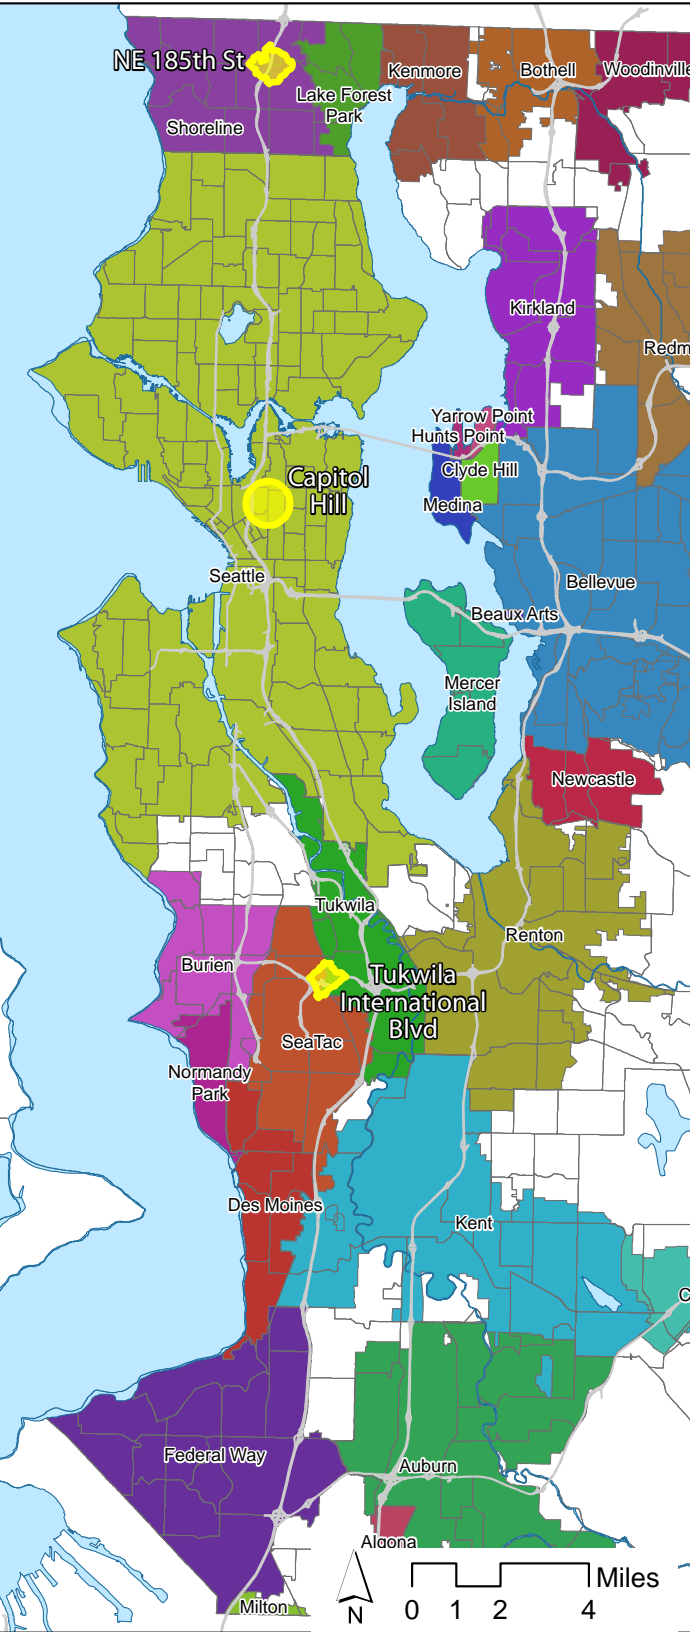 NE 185th St
Kenmore
Bothell
Woodinville
Lake Forest
Park
Shoreline
Kirkland
Redm
Yarrow Point
Hunts Point
Clyde Hill
Capitol
Hill
Medina
Seattle
Bellevue
Beaux Arts
Mercer
Island
Newcastle
Tukwila
Renton
Burien
Tukwila
International
Blvd
SeaTac
Normandy
Park
Des Moines
Kent
C
Federal Way
Auburn
Algona
Milton
N
Miles
0 1 2 4